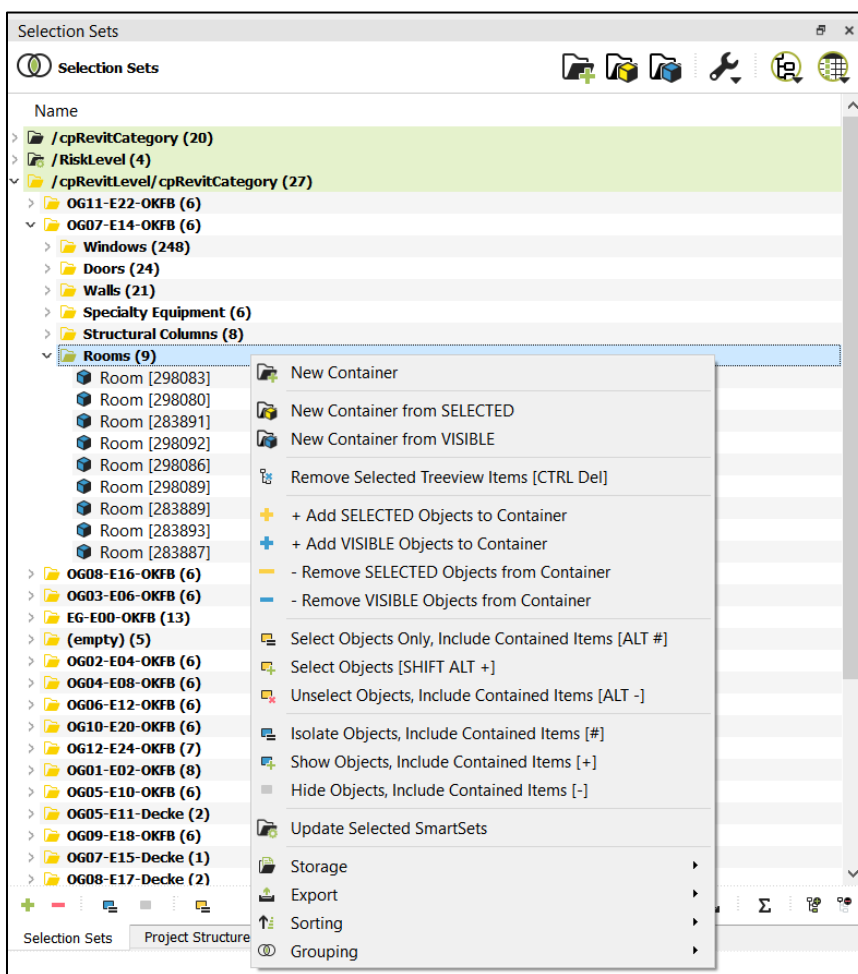 Selection Sets
Selection Sets
Name
/cpRevitCategory (20)
/RiskLevel (4)
/cpRevitLevel/cpRevitCategory (27)
OG11-E22-OKFB (6)
OG07-E14-OKFB (6)
Windows (248)
Doors (24)
Walls (21)
Specialty Equipment (6)
Structural Columns (8)
Rooms (9)
Room [298083]
Room [298080]
Room [283891]
Room [298092]
Room [298086]
Room [298089]
Room [283889]
Room [283893]
Room [283887]
OG08-E16-OKFB (6)
OG03-E06-OKFB (6)
EG-E00-OKFB (13)
(empty) (5)
OG02-E04-OKFB (6)
OG04-E08-OKFB (6)
OG06-E12-OKFB (6)
OG10-E20-OKFB (6)
OG12-E24-OKFB (7)
OG01-E02-OKFB (8)
OG05-E10-OKFB (6)
OG05-E11-Decke (2)
OG09-E18-OKFB (6)
OG07-E15-Decke (1)
OG08-E17-Decke (2)
New Container
New Container from SELECTED
New Container from VISIBLE
Remove Selected Treeview Items [CTRL Del]
+ Add SELECTED Objects to Container
+ Add VISIBLE Objects to Container
- Remove SELECTED Objects from Container
- Remove VISIBLE Objects from Container
Select Objects Only, Include Contained Items [ALT #]
Select Objects [SHIFT ALT +]
Unselect Objects, Include Contained Items [ALT -]
Isolate Objects, Include Contained Items [#]
Show Objects, Include Contained Items [+]
Hide Objects, Include Contained Items [-]
Update Selected SmartSets
Storage
Export
Sorting
Grouping
Σ
Selection Sets
Project Structure